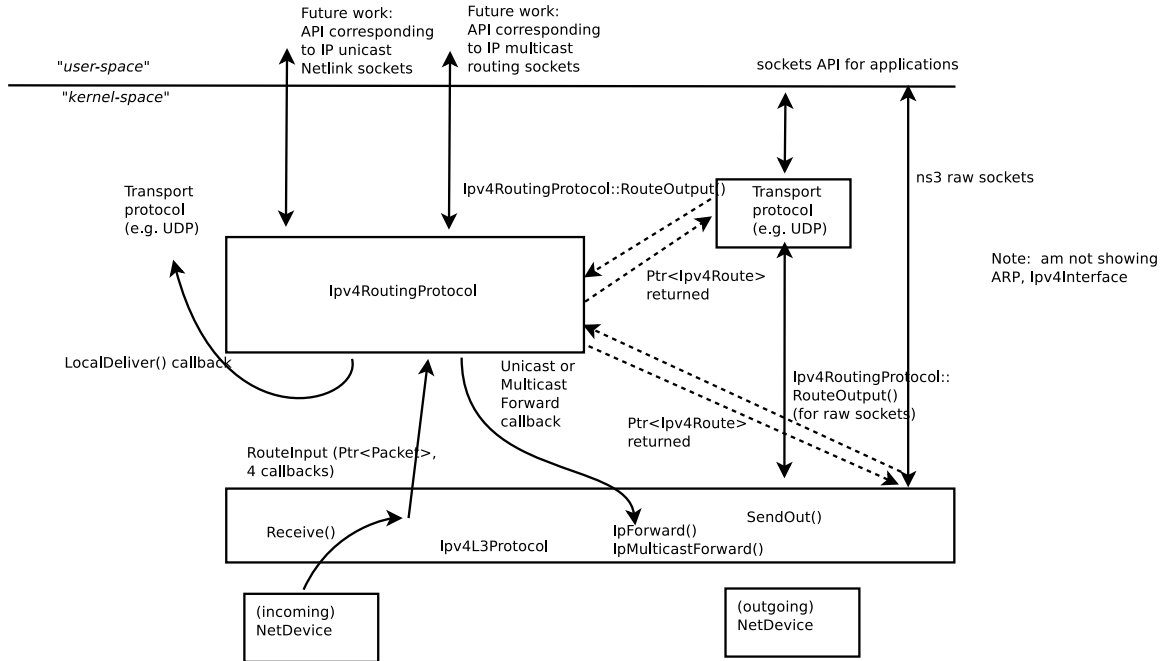 Future work:
API corresponding
to IP unicast
Netlink sockets
Future work:
API corresponding
to IP multicast
routing sockets
"user-space"
sockets API for applications
"kernel-space"
Transport
protocol
(e.g. UDP)
Ipv4RoutingProtocol::RouteOutput()
Transport
protocol
(e.g. UDP)
ns3 raw sockets
Note:  am not showing
ARP, Ipv4Interface
Ipv4RoutingProtocol
Ptr<Ipv4Route>
returned
LocalDeliver() callback
Unicast or
Multicast
Forward
callback
Ipv4RoutingProtocol::
RouteOutput()
(for raw sockets)
Ptr<Ipv4Route>
returned
RouteInput (Ptr<Packet>,
4 callbacks)
Receive()
Ipv4L3Protocol
IpForward()
IpMulticastForward()
SendOut()
(incoming)
NetDevice
(outgoing)
NetDevice